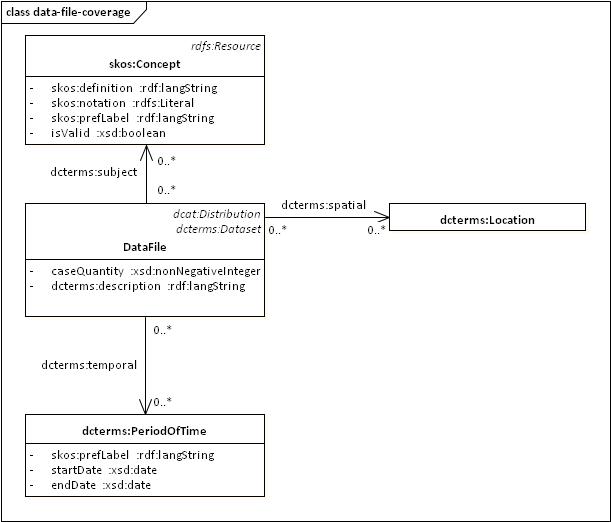 class data-file-coverage
rdfs:Resource
skos:Concept
- skos:definition :rdf:langString
- skos:notation :rdfs:Literal
- skos:prefLabel :rdf:langString
- isValid :xsd:boolean
0..*
dcterms:subject
0..*
dcat:Distribution
dcterms:Dataset
DataFile
- caseQuantity :xsd:nonNegativeInteger
- dcterms:description :rdf:langString
dcterms:spatial
0..*
0..*
dcterms:Location
0..*
dcterms:temporal
0..*
dcterms:PeriodOfTime
- skos:prefLabel :rdf:langString
- startDate :xsd:date
- endDate :xsd:date